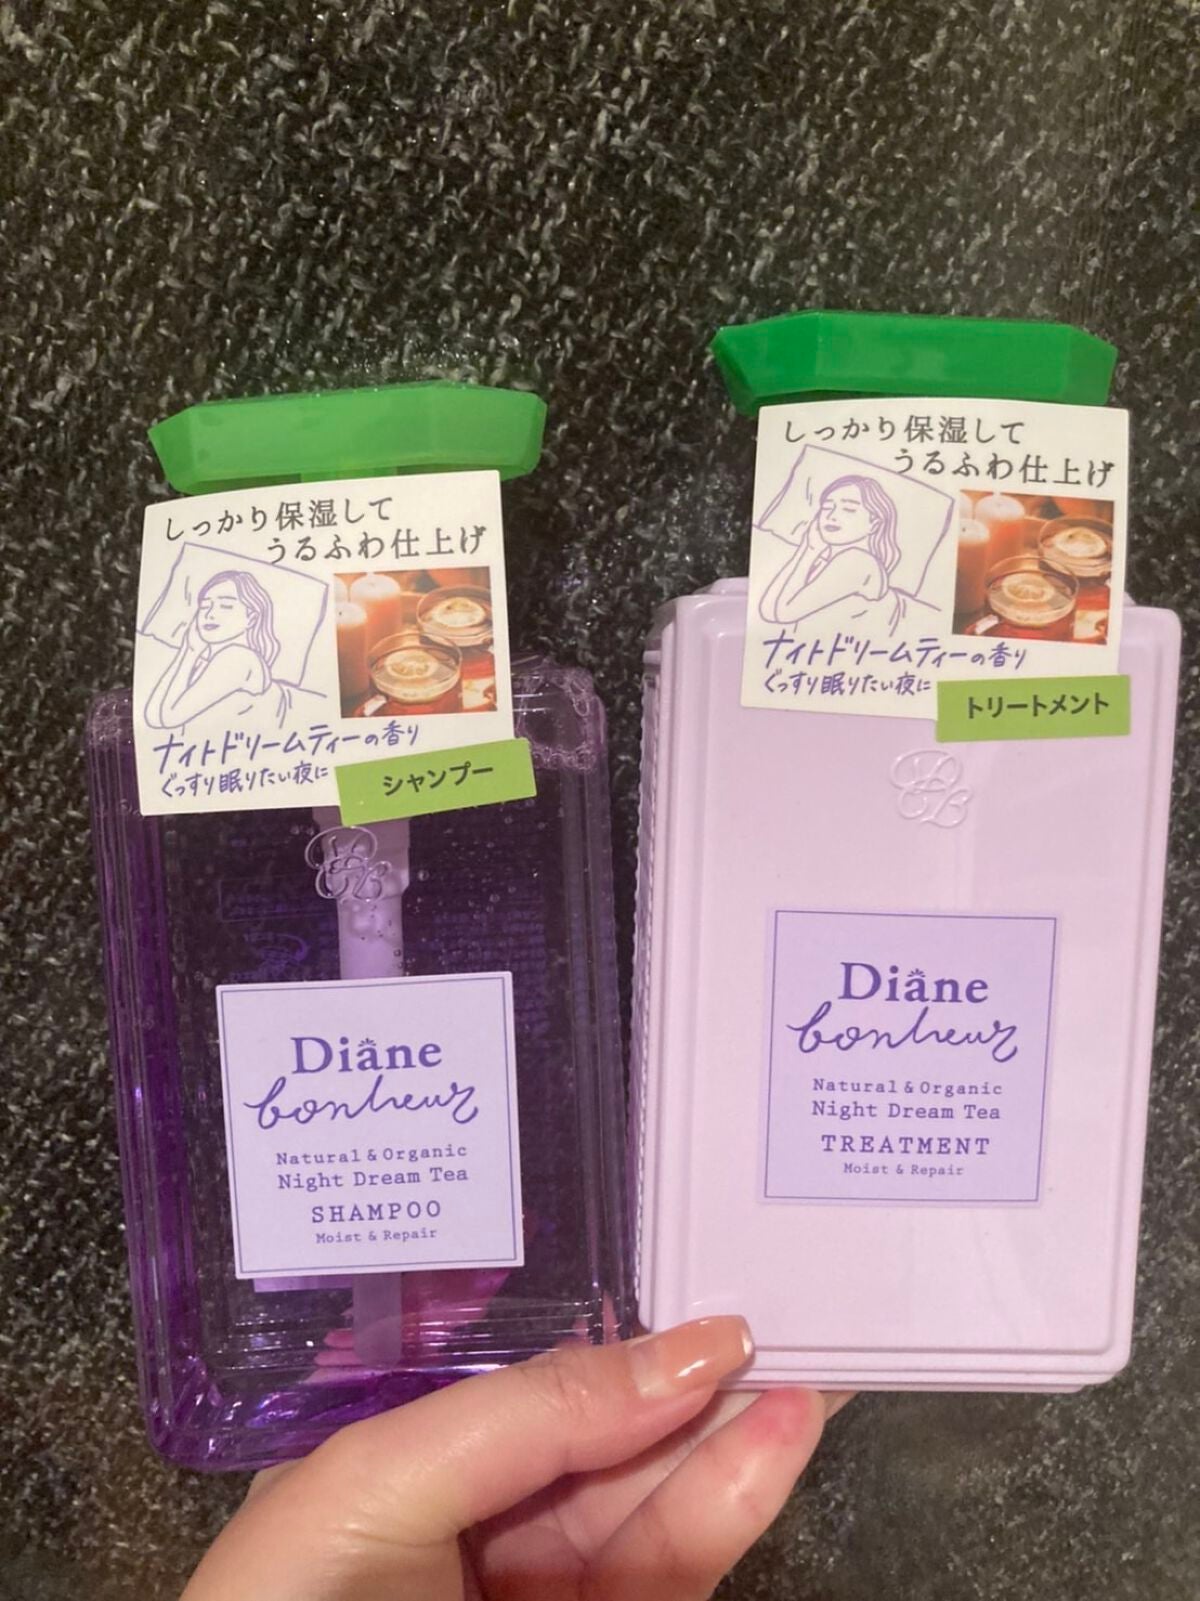 しっかり保湿して
うるふわ仕上げ
ナイトドリームティーの香り
ぐっすり眠りたい夜に
シャンプー
Diane
bonheur
Natural & Organic
Night Dream Tea
SHAMPOO
Moist & Repair
しっかり保湿して
うるふわ仕上げ
ナイトドリームティーの香り
ぐっすり眠りたい夜に
トリートメント
Diane
bonheur
Natural & Organic
Night Dream Tea
TREATMENT
Moist & Repair